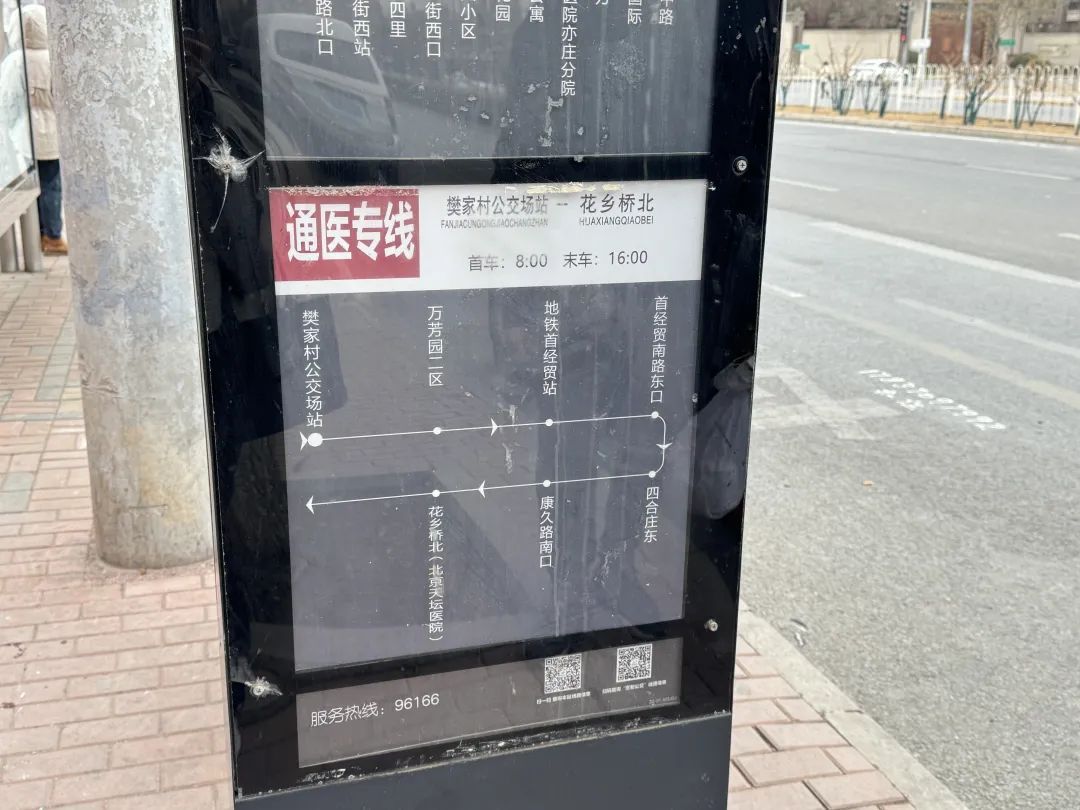 路北口
街西站
四里
街西口
小区
花园
公寓
医院亦庄分院
国际
通医专线
樊家村公交场站 — 花乡桥北
FANJIACUNGONGJIAOCHANGZHAN HUAXIANGQIAOBEI
首车：8:00 末车：16:00
樊家村公交场站
万芳园二区
地铁首经贸站
首经贸南路东口
四合庄东
康久路南口
花乡桥北（北京天坛医院）
服务热线：96166